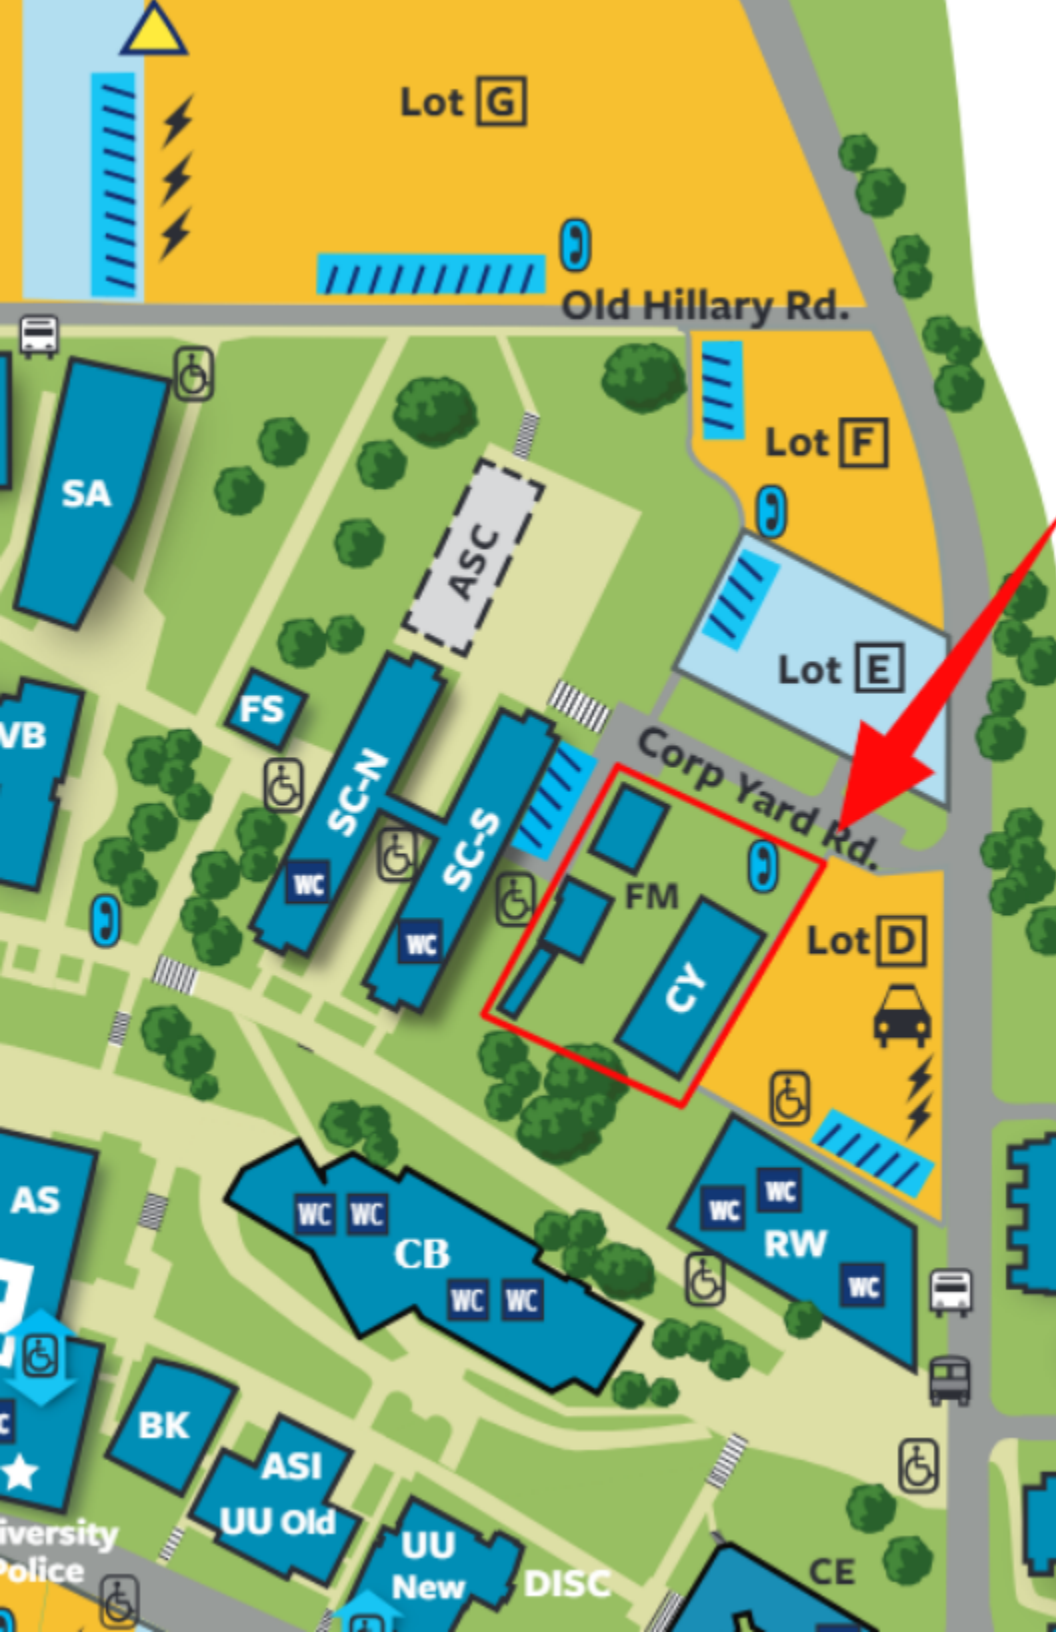 Lot G
Old Hillary Rd.
Lot F
SA
ASC
Lot E
FS
VB
SC-N
Corp Yard Rd.
SC-S
WC
FM
WC
Lot D
CY
AS
WC WC
WC
WC
CB
RW
WC WC
WC
C
BK
ASI
UU Old
iversity
Police
UU
New
DISC
CE